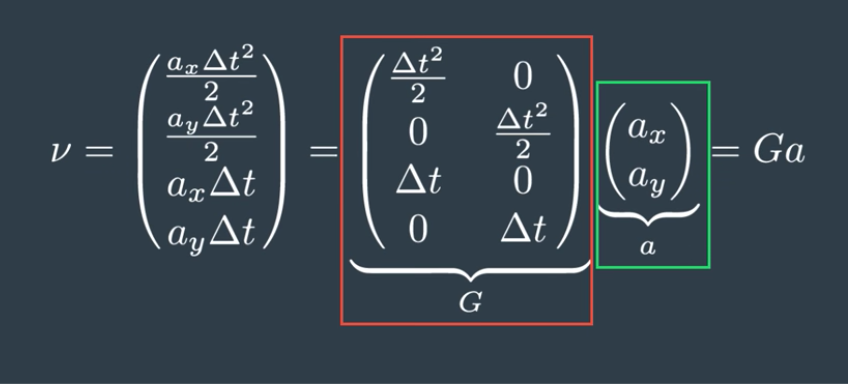 $\nu = \begin{pmatrix} \frac{a_x \Delta t^2}{2} \\ \frac{a_y \Delta t^2}{2} \\ a_x \Delta t \\ a_y \Delta t \end{pmatrix} = \underbrace{\begin{pmatrix} \frac{\Delta t^2}{2} & 0 \\ 0 & \frac{\Delta t^2}{2} \\ \Delta t & 0 \\ 0 & \Delta t \end{pmatrix}}_{G} \underbrace{\begin{pmatrix} a_x \\ a_y \end{pmatrix}}_{a} = Ga$